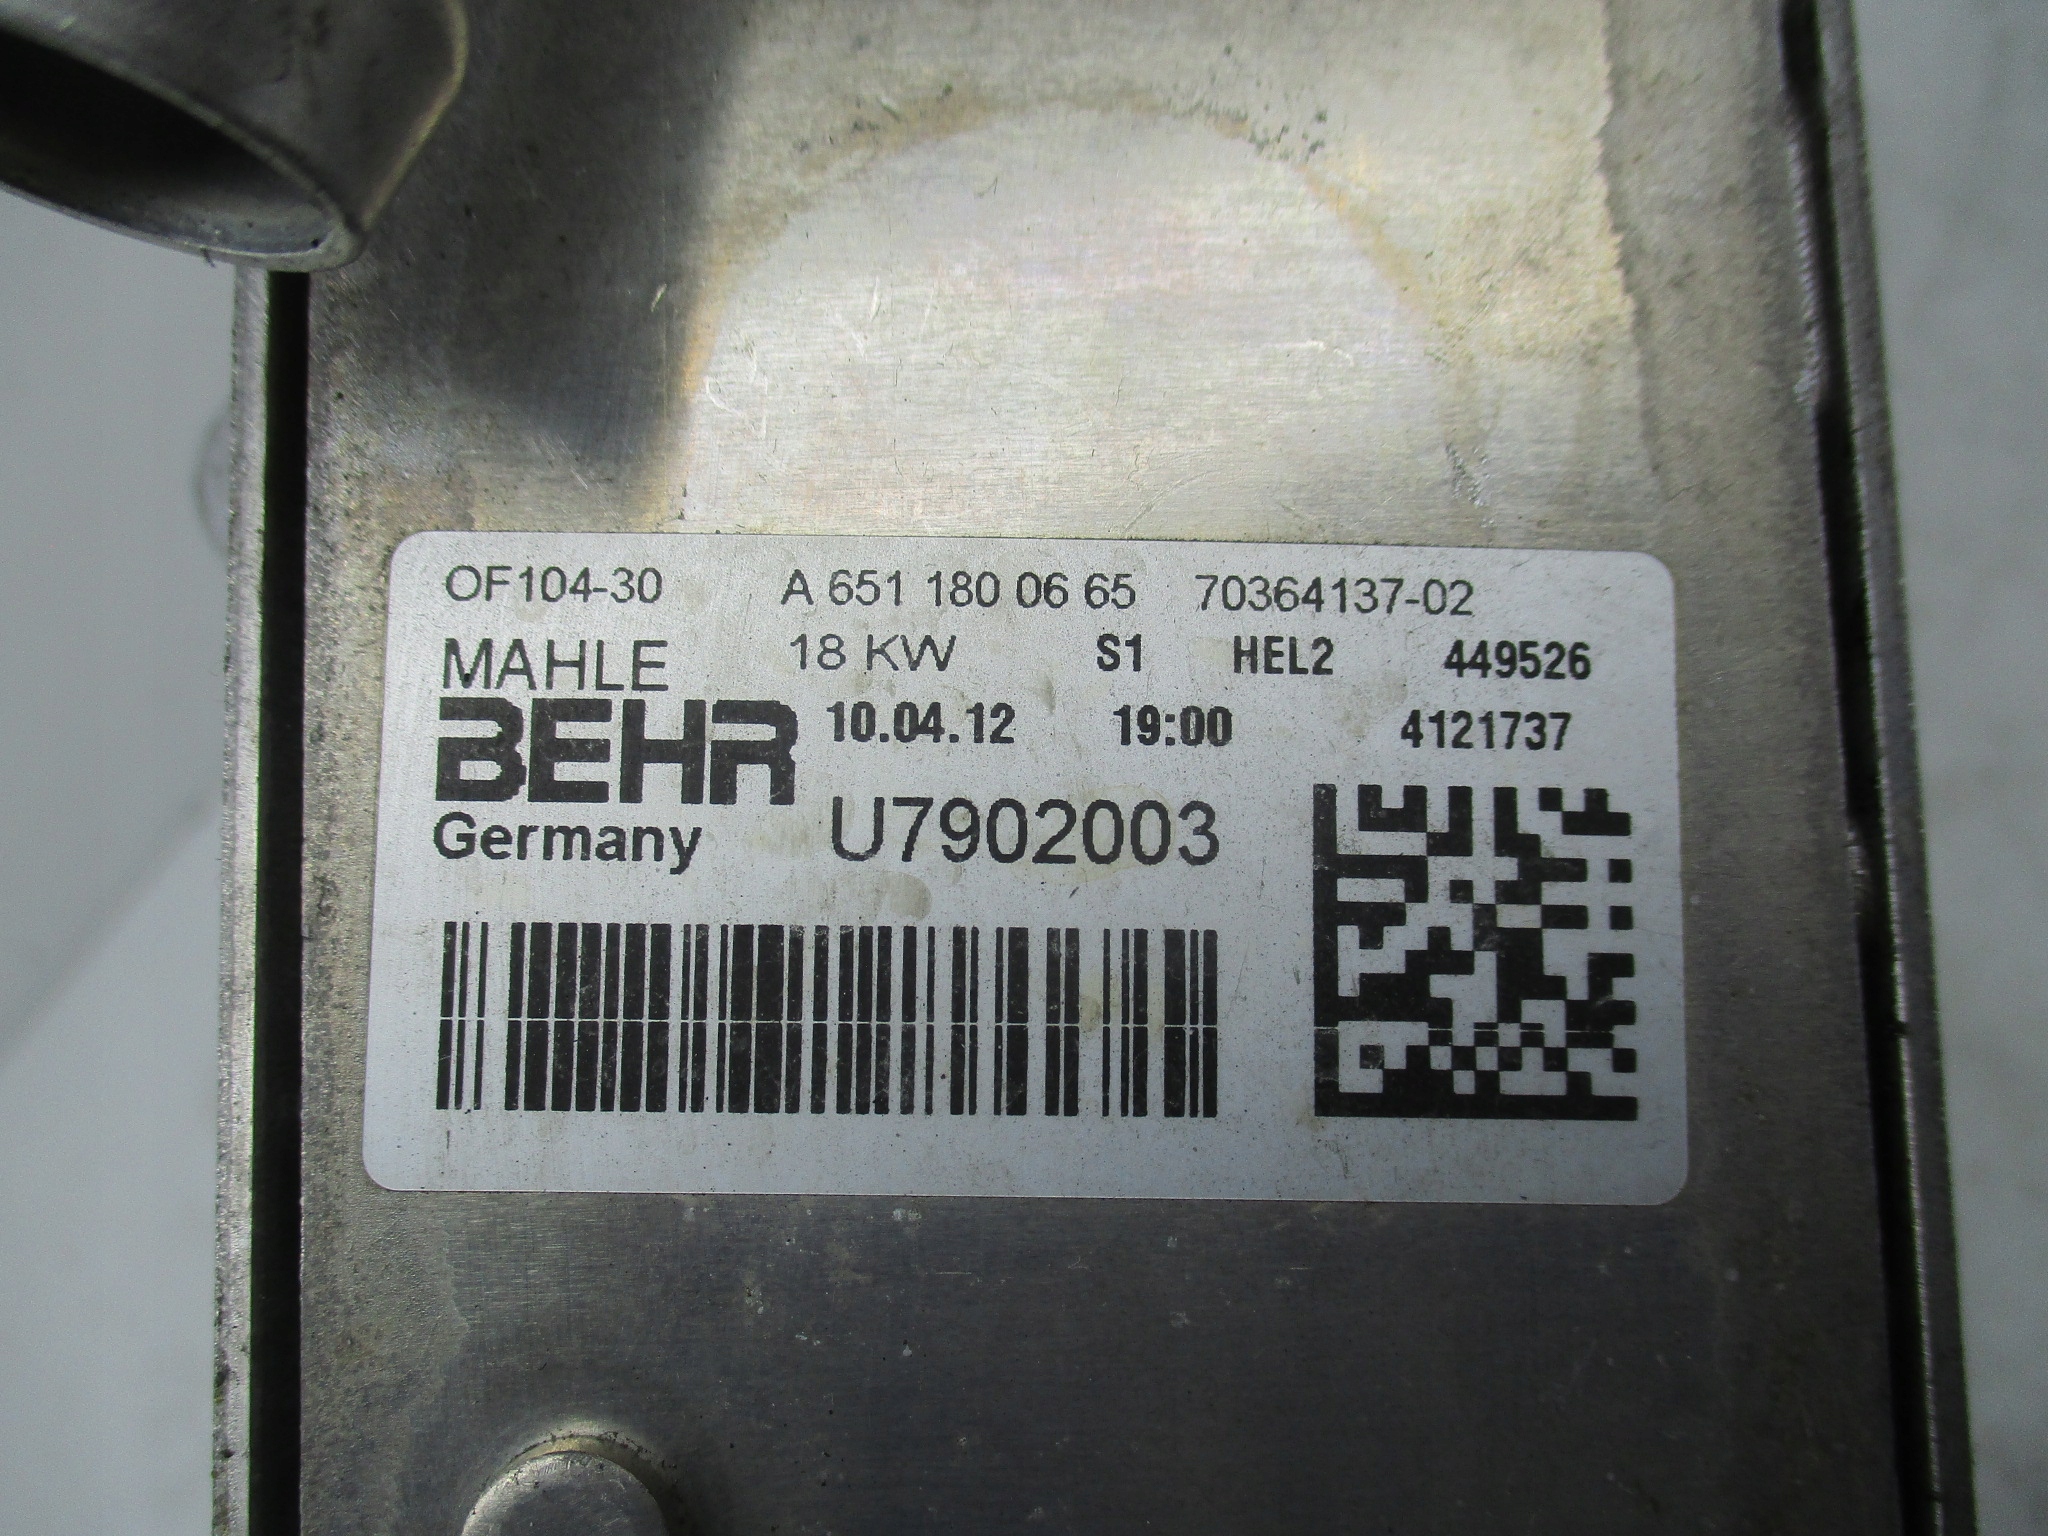 OF104-30 A 651 180 06 65 70364137-02
MAHLE 18 KW S1 HEL2 449526
BEHR 10.04.12 19:00 4121737
Germany U7902003